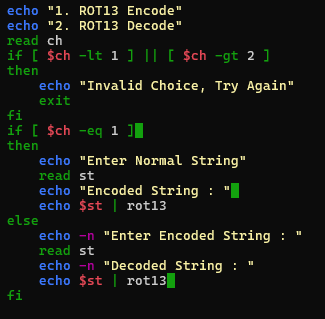 echo "1. ROT13 Encode"
echo "2. ROT13 Decode"
read ch
if [ $ch -lt 1 ] || [ $ch -gt 2 ]
then
    echo "Invalid Choice, Try Again"
    exit
fi
if [ $ch -eq 1 ]
then
    echo "Enter Normal String"
    read st
    echo "Encoded String : "
    echo $st | rot13
else
    echo -n "Enter Encoded String : "
    read st
    echo -n "Decoded String : "
    echo $st | rot13
fi